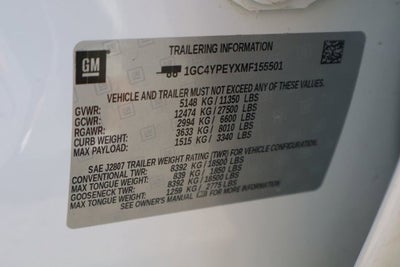 GM
TRAILERING INFORMATION
1GC4YPEYXMF155501
VEHICLE AND TRAILER MUST NOT EXCEED ANY OF THESE WEIGHTS
GVWR: 5148 KG / 11350 LBS
GCWR: 12474 KG / 27500 LBS
RGAWR: 2994 KG / 6600 LBS
CURB WEIGHT: 3633 KG / 8010 LBS
MAX PAYLOAD: 1515 KG / 3340 LBS
SAE J2807 TRAILER WEIGHT RATING (TWR) FOR VEHICLE CONFIGURATION.
CONVENTIONAL TWR: 8392 KG / 18500 LBS
MAX TONGUE WEIGHT: 839 KG / 1850 LBS
GOOSENECK TWR: 8392 KG / 18500 LBS
MAX TONGUE WEIGHT: 1259 KG / 2775 LBS
SEE OWNER'S MANUAL FOR MORE INFORMATION